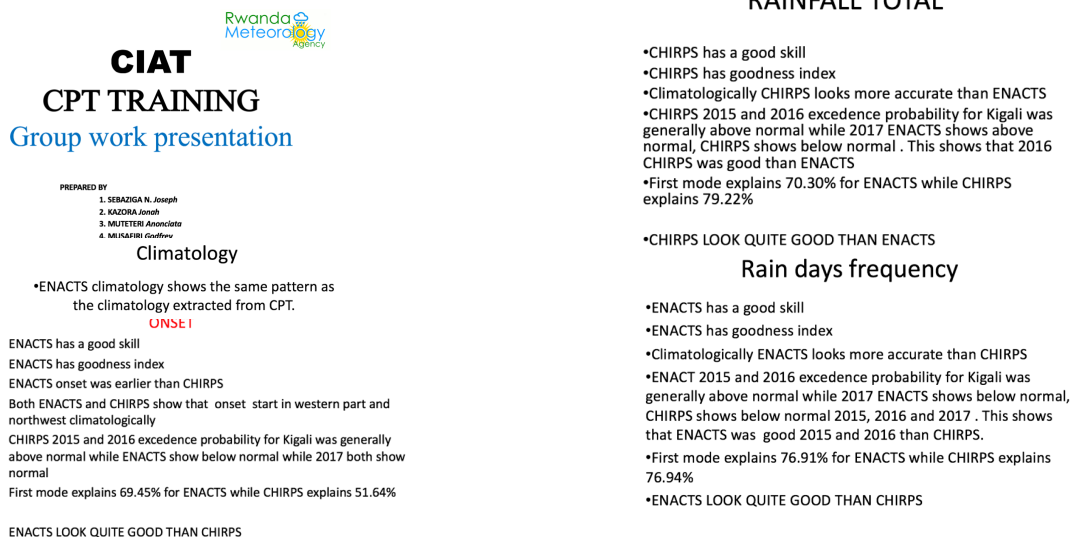 Rwanda
Meteorology
Agency
CIAT
CPT TRAINING
Group work presentation
PREPARED BY
1. SEBAZIGA N. Joseph
2. KAZORA Jonah
3. MUTETERI Anonciata
4. MUSAFIRI Godfrey
Climatology
•ENACTS climatology shows the same pattern as
the climatology extracted from CPT.
ONSET
ENACTS has a good skill
ENACTS has goodness index
ENACTS onset was earlier than CHIRPS
Both ENACTS and CHIRPS show that onset start in western part and
northwest climatologically
CHIRPS 2015 and 2016 excedence probability for Kigali was generally
above normal while ENACTS show below normal while 2017 both show
normal
First mode explains 69.45% for ENACTS while CHIRPS explains 51.64%
ENACTS LOOK QUITE GOOD THAN CHIRPS
RAINFALL TOTAL
•CHIRPS has a good skill
•CHIRPS has goodness index
•Climatologically CHIRPS looks more accurate than ENACTS
•CHIRPS 2015 and 2016 excedence probability for Kigali was
generally above normal while 2017 ENACTS shows above
normal, CHIRPS shows below normal . This shows that 2016
CHIRPS was good than ENACTS
•First mode explains 70.30% for ENACTS while CHIRPS
explains 79.22%
•CHIRPS LOOK QUITE GOOD THAN ENACTS
Rain days frequency
•ENACTS has a good skill
•ENACTS has goodness index
•Climatologically ENACTS looks more accurate than CHIRPS
•ENACT 2015 and 2016 excedence probability for Kigali was
generally above normal while 2017 ENACTS shows below normal,
CHIRPS shows below normal 2015, 2016 and 2017 . This shows
that ENACTS was good 2015 and 2016 than CHIRPS.
•First mode explains 76.91% for ENACTS while CHIRPS explains
76.94%
•ENACTS LOOK QUITE GOOD THAN CHIRPS